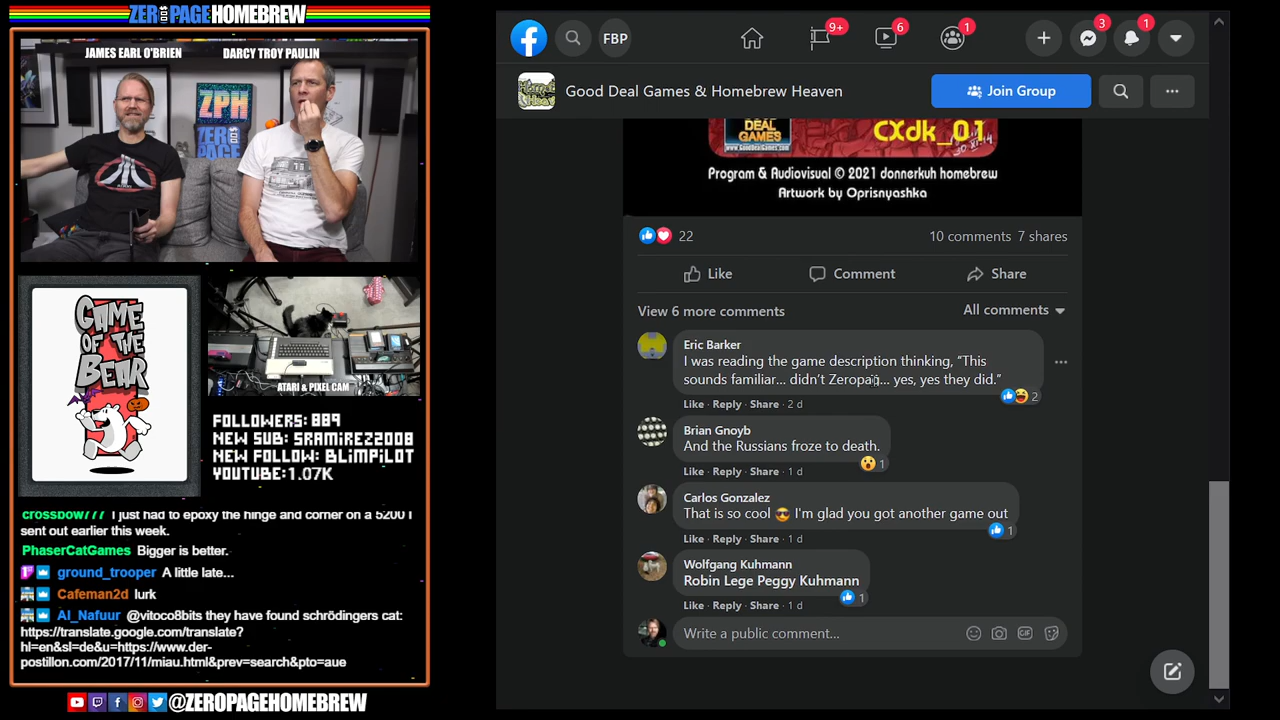 ZERO PAGE HOMEBREW
JAMES EARL O'BRIEN
DARCY TROY PAULIN
ZPH
ZERO
PAGE
ATARI
GAME
OF THE
BEAR
ATARI & PIXEL CAM
FOLLOWERS: 889
NEW SUB: SRAMIREZ2008
NEW FOLLOW: BLIMPILOT
YOUTUBE:1.07K
crossbow777 I just had to epoxy the hinge and corner on a 5200 I
sent out earlier this week.
PhaserCatGames Bigger is better.
ground_trooper A little late...
Cafeman2d lurk
Al_Nafuur @vitoco8bits they have found schrödingers cat:
https://translate.google.com/translate?
hl=en&sl=de&u=https://www.der-
postillon.com/2017/11/miau.html&prev=search&pto=aue
@ZEROPAGEHOMEBREW
FBP
9+
6
1
3
1
Good Deal Games & Homebrew Heaven
Join Group
DEAL
GAMES
www.GoodDealGames.com
CXdk_01
Program & Audiovisual © 2021 donnerkuh homebrew
Artwork by Oprisnyashka
22
10 comments 7 shares
Like
Comment
Share
View 6 more comments
All comments
Eric Barker
I was reading the game description thinking, “This
sounds familiar... didn’t Zeropag... yes, yes they did.”
2
Like · Reply · Share · 2 d
Brian Gnoyb
And the Russians froze to death.
1
Like · Reply · Share · 1 d
Carlos Gonzalez
That is so cool 😎 I'm glad you got another game out
1
Like · Reply · Share · 1 d
Wolfgang Kuhmann
Robin Lege Peggy Kuhmann
1
Like · Reply · Share · 1 d
Write a public comment...
GIF